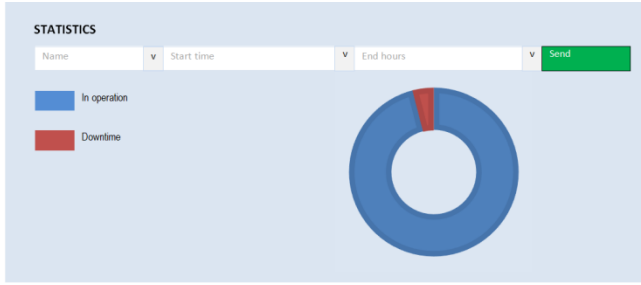 STATISTICS
Name v Start time v End hours v Send
In operation
Downtime